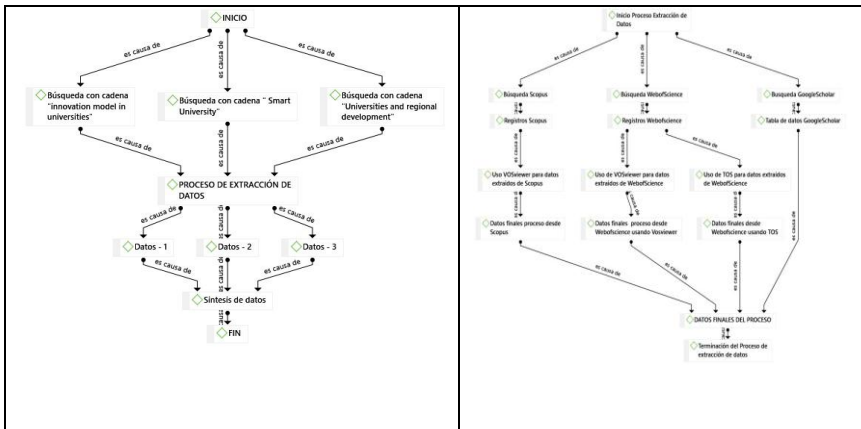 INICIO
es causa de
es causa de
es causa de
Búsqueda con cadena
"innovation model in
universities"
Búsqueda con cadena " Smart
University"
Búsqueda con cadena
"Universities and regional
development"
es causa de
es causa de
es causa de
PROCESO DE EXTRACCIÓN DE
DATOS
es causa de
es causa de
es causa de
Datos - 1
Datos - 2
Datos - 3
es causa de
es causa de
es causa de
Síntesis de datos
FIN
Inicio Proceso Extracción de
Datos
es causa de
es causa de
es causa de
Búsqueda Scopus
Búsqueda WebofScience
Busqueda GoogleScholar
Registros Scopus
Registros Webofscience
Tabla de datos GoogleScholar
es causa de
es causa de
es causa de
Uso VOSviewer para datos
extraidos de Scopus
Uso de VOSviewer para datos
extraidos de WebofScience
Uso de TOS para datos extraidos
de WebofScience
es causa de
Datos finales proceso desde
Scopus
Datos finales proceso desde
Webofscience usando Vosviewer
Datos finales desde
Webofscience usando TOS
es causa de
es causa de
es causa de
es causa de
DATOS FINALES DEL PROCESO
Terminación del Proceso de
extracción de datos